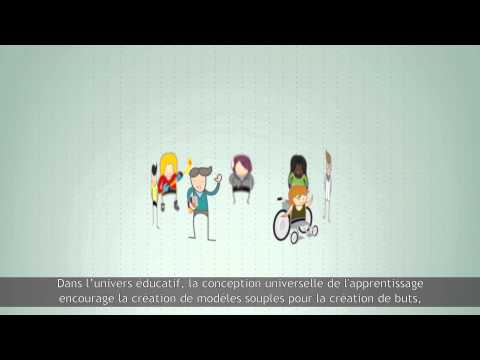 Dans l'univers éducatif, la conception universelle de l'apprentissage
encourage la création de modèles souples pour la création de buts,